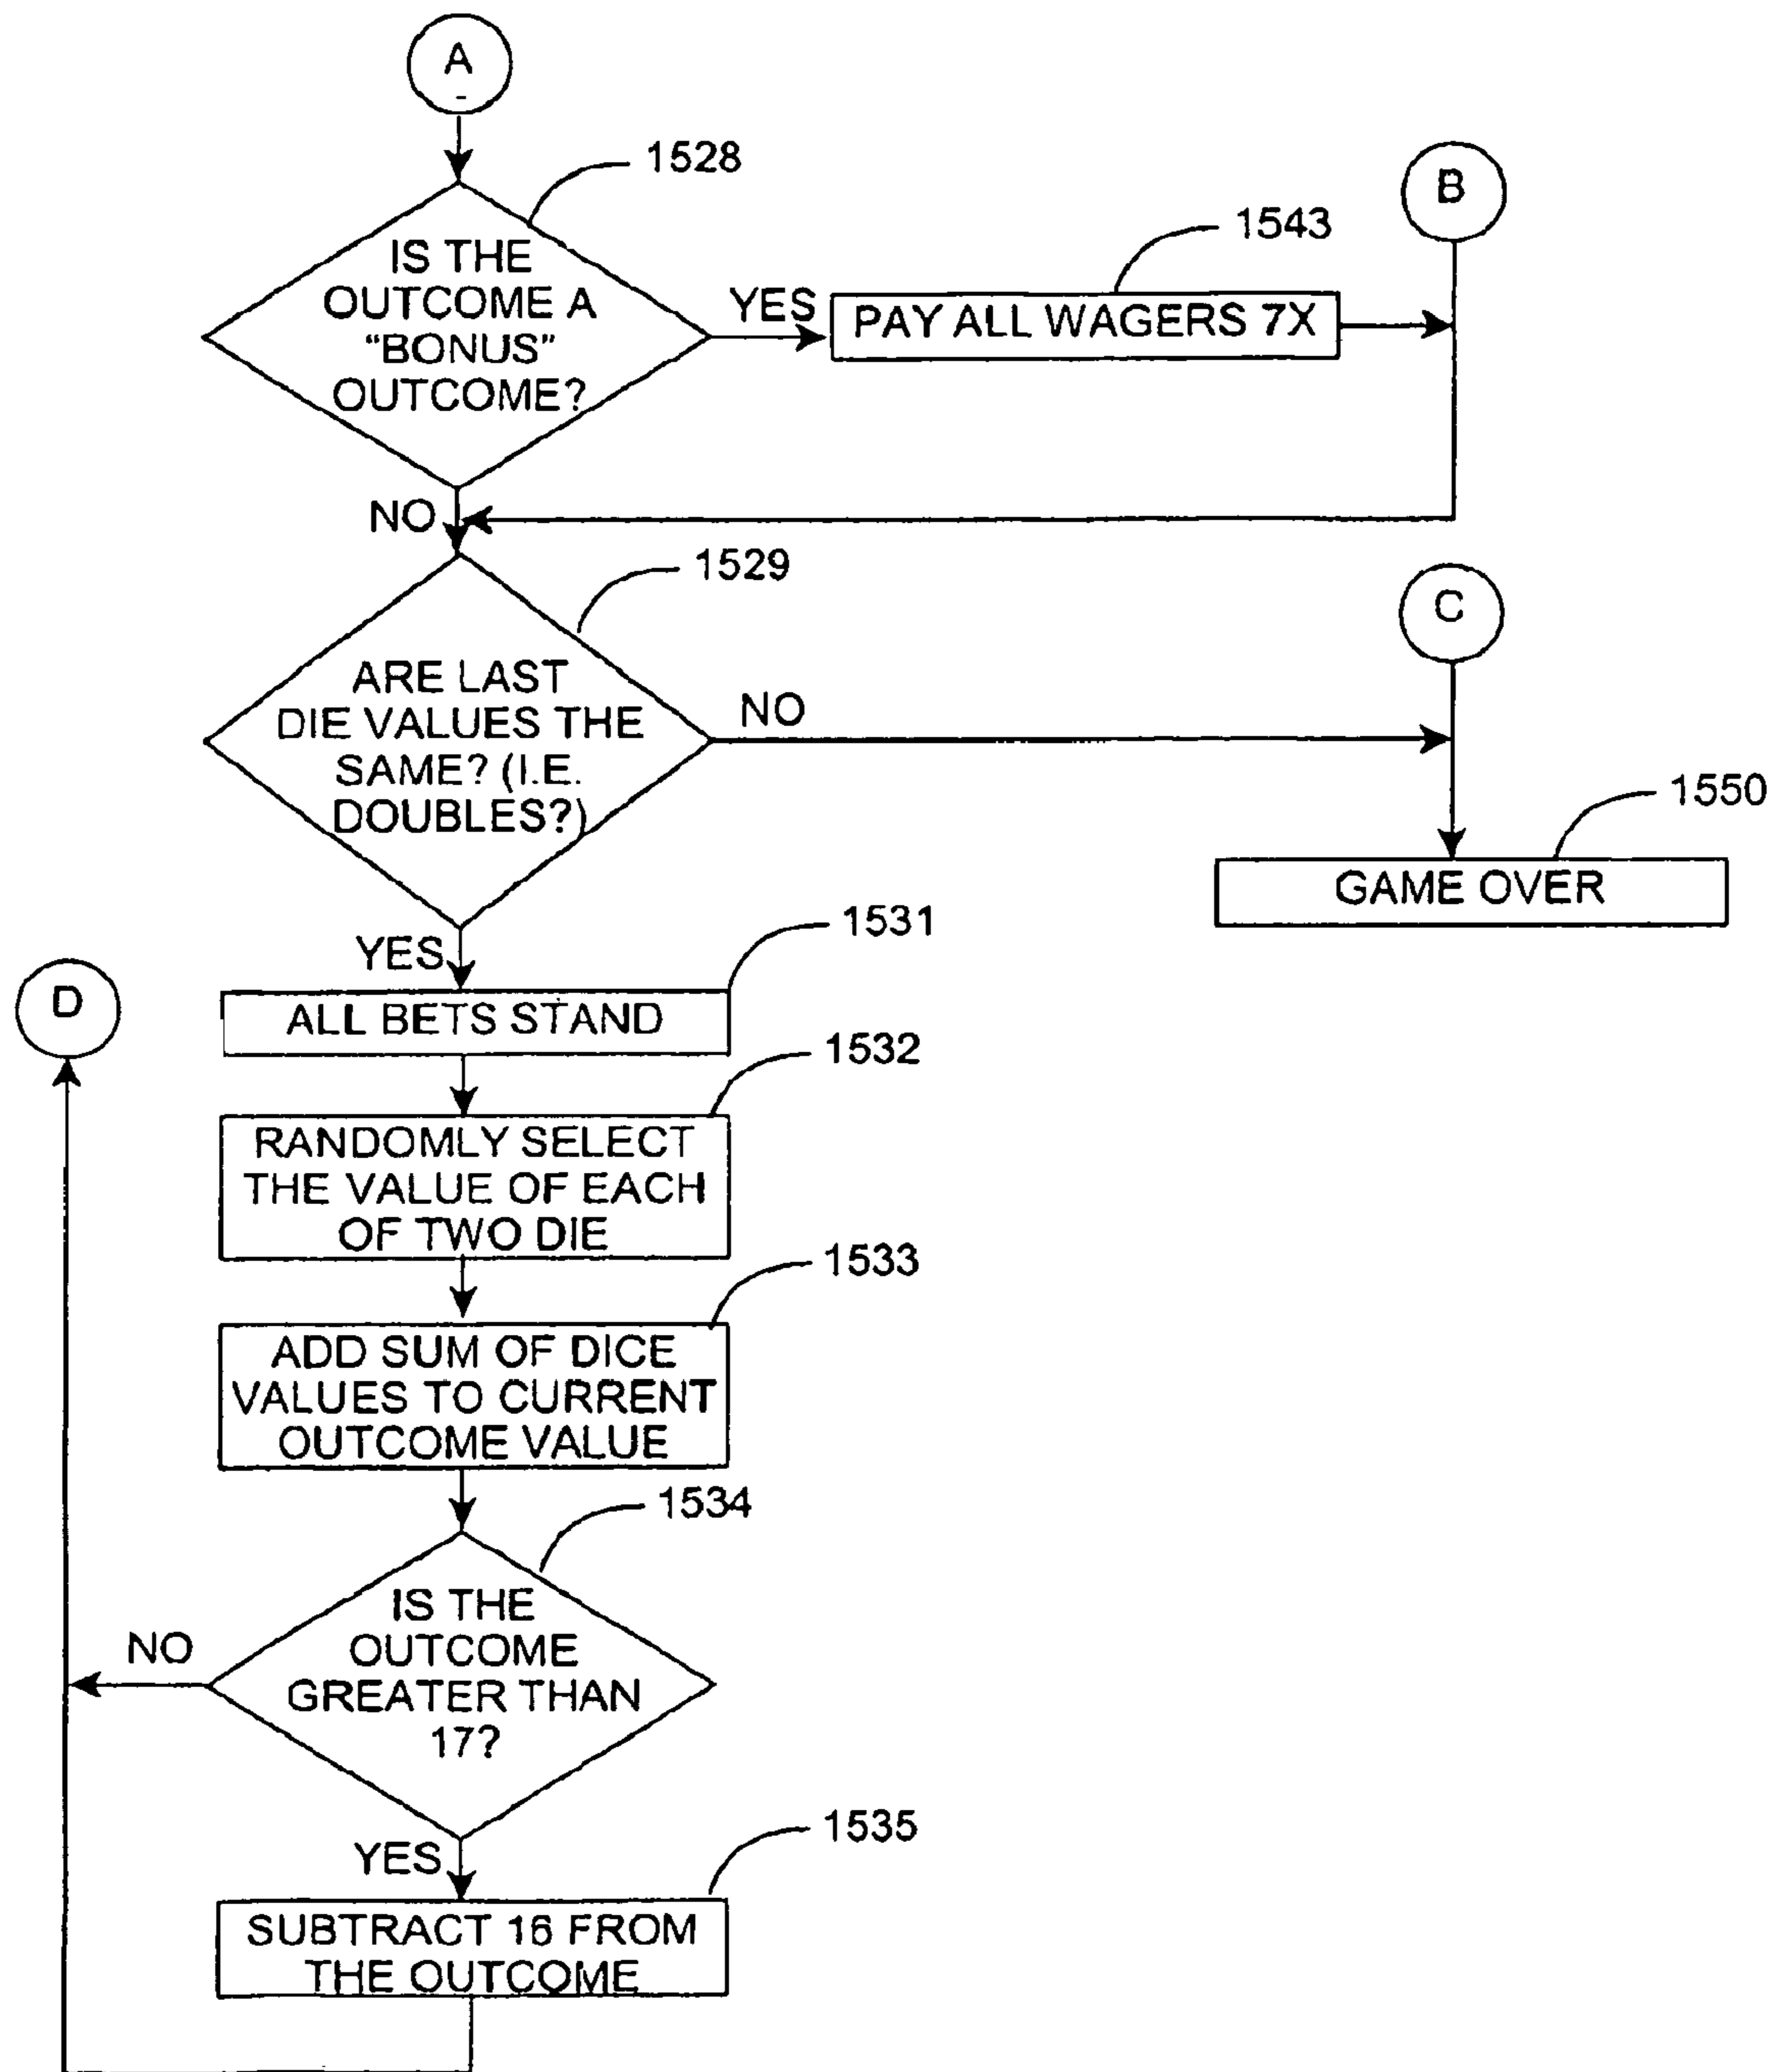 A
1528
IS THE
OUTCOME A
“BONUS”
OUTCOME?
YES
1543
PAY ALL WAGERS 7X
B
NO
1529
ARE LAST
DIE VALUES THE
SAME? (I.E.
DOUBLES?)
NO
C
1550
GAME OVER
YES
1531
D
ALL BETS STAND
1532
RANDOMLY SELECT
THE VALUE OF EACH
OF TWO DIE
1533
ADD SUM OF DICE
VALUES TO CURRENT
OUTCOME VALUE
1534
IS THE
OUTCOME
GREATER THAN
17?
NO
YES
1535
SUBTRACT 16 FROM
THE OUTCOME